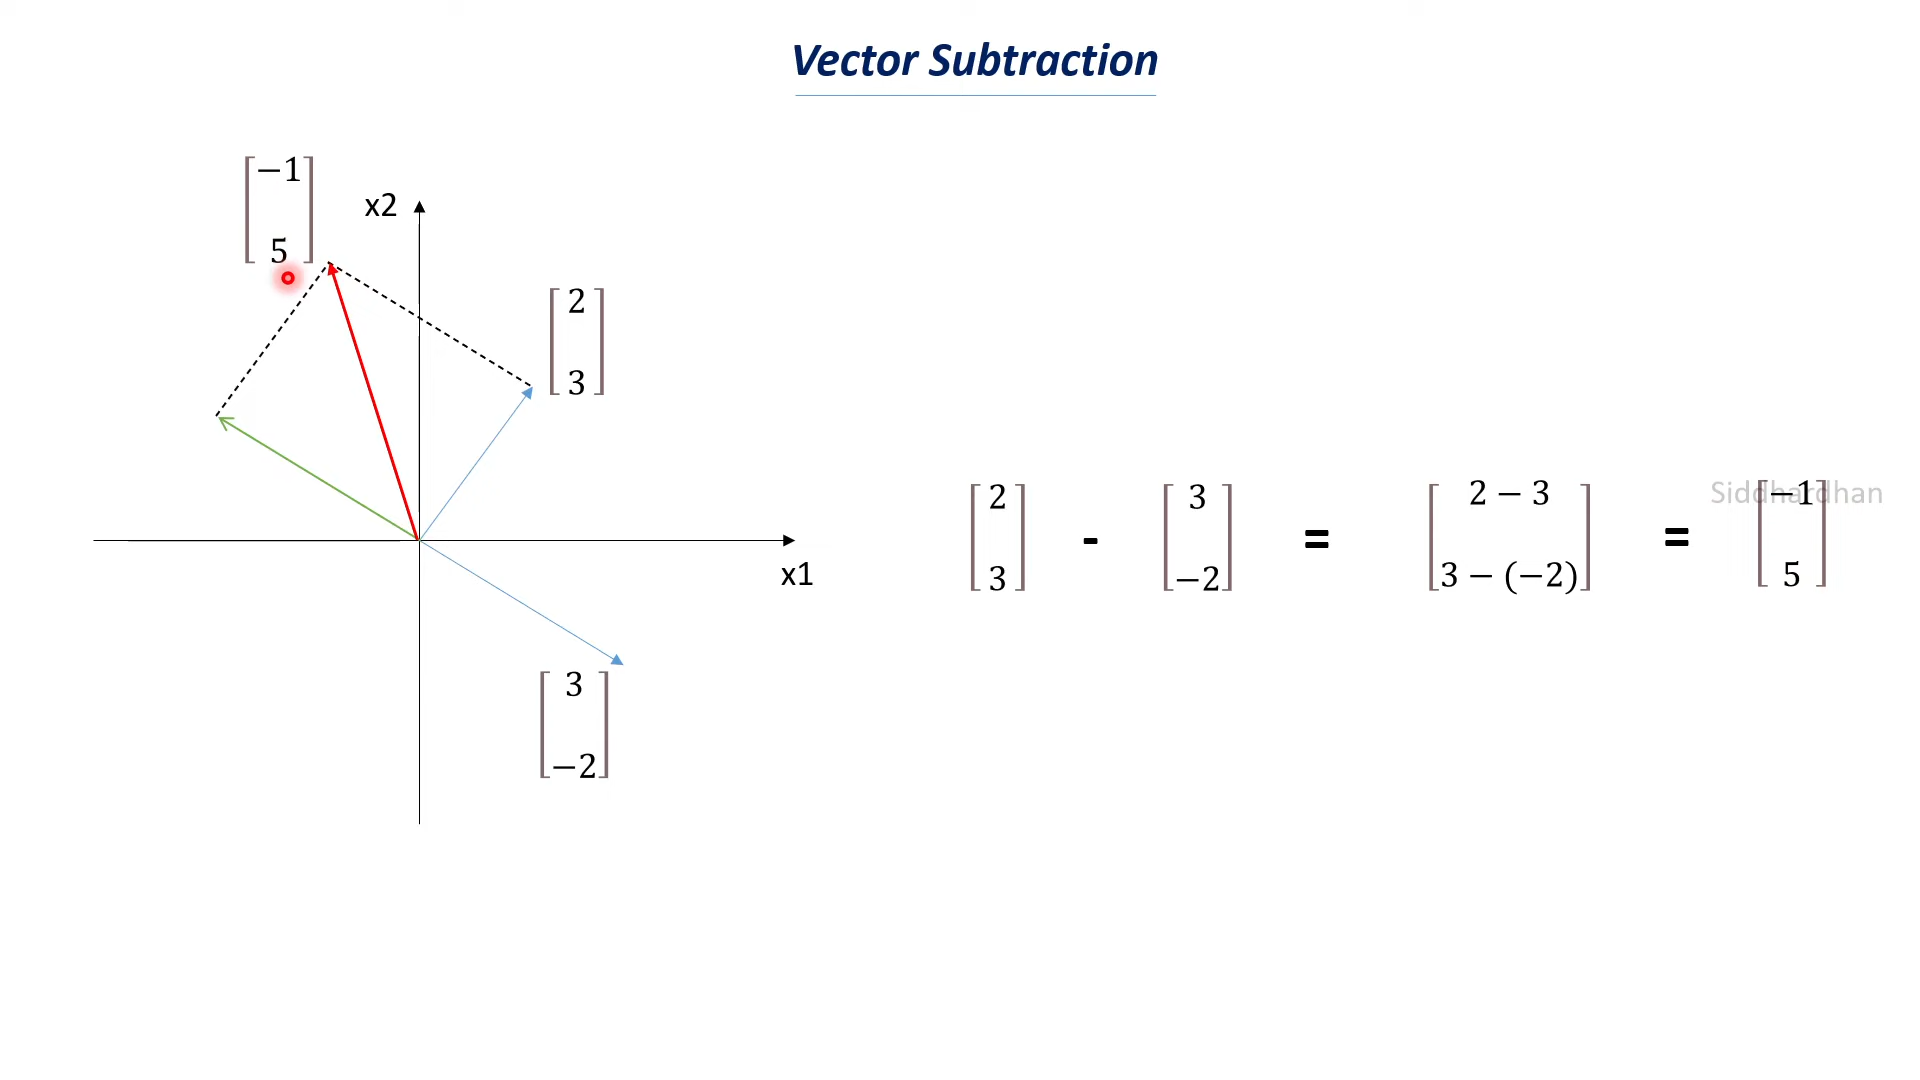 Vector Subtraction
−1
5
x2
2
3
x1
3
−2
2
3
-
3
−2
=
2 − 3
3 − (−2)
=
−1
5
Siddhardhan